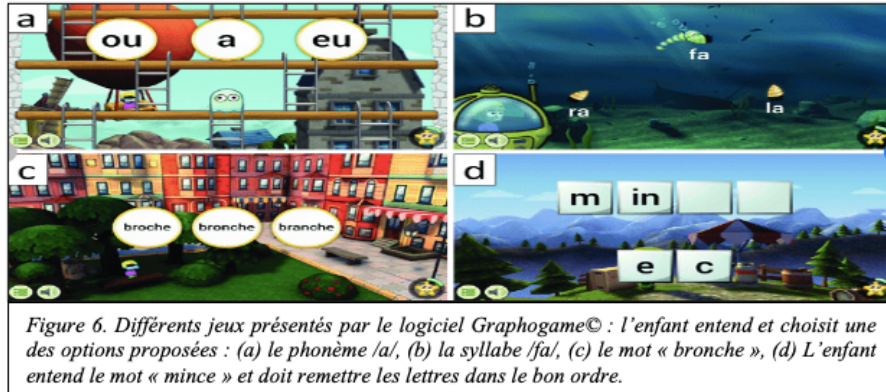 a
ou a eu
b
fa
ra
la
c
broche bronche branche
d
m in
e c
Figure 6. Différents jeux présentés par le logiciel Graphogame© : l'enfant entend et choisit une
des options proposées : (a) le phonème /a/, (b) la syllabe /fa/, (c) le mot « bronche », (d) L'enfant
entend le mot « mince » et doit remettre les lettres dans le bon ordre.